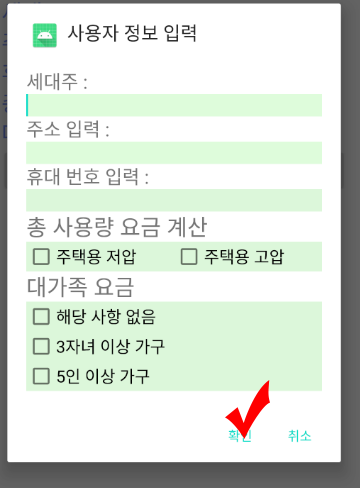 사용자 정보 입력
세대주 :
주소 입력 :
휴대 번호 입력 :
총 사용량 요금 계산
주택용 저압 주택용 고압
대가족 요금
해당 사항 없음
3자녀 이상 가구
5인 이상 가구
확인 취소